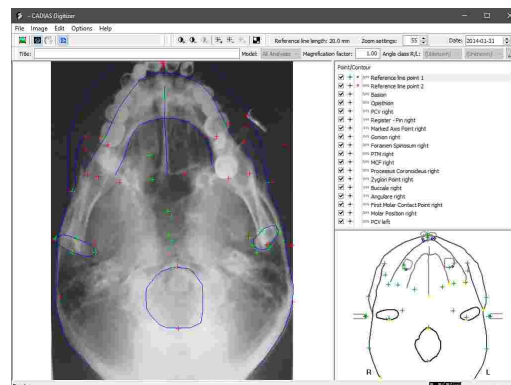 - CADIAS Digitizer
File Image Edit Options Help
Reference line length: 20.0 mm Zoom settings: 55 Date: 2014-01-31
Title: Model: All Analyses Magnification factor: 1.00 Angle class R/L: (Unknown) (Unknown)
Point/Contour
Reference line point 1
Reference line point 2
Basion
Opisthion
PCV right
Register - Pin right
Marked Axis Point right
Gonion right
Foramen Spinosum right
PTM right
MCF right
Processus Coronoideus right
Zygion Point right
Buccale right
Angulare right
First Molar Contact Point right
Molar Position right
PCV left
R L